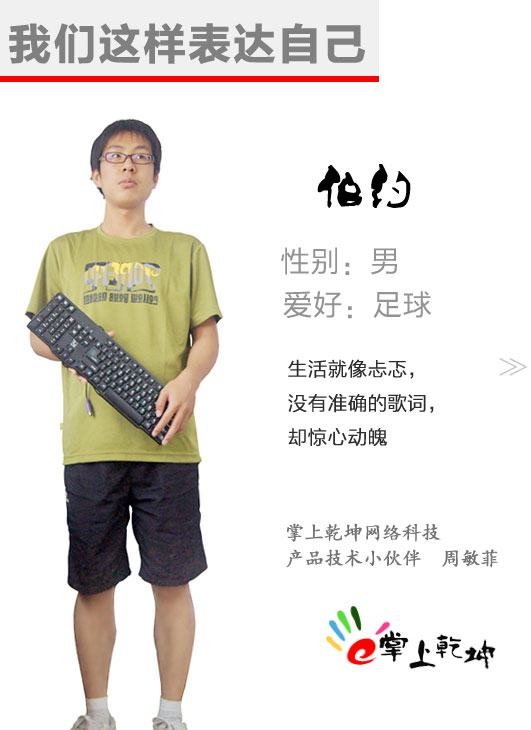 我们这样表达自己
伯约
性别：男
爱好：足球
生活就像忐忑，
没有准确的歌词，
却惊心动魄
掌上乾坤网络科技
产品技术小伙伴 周敏菲
e掌上乾坤